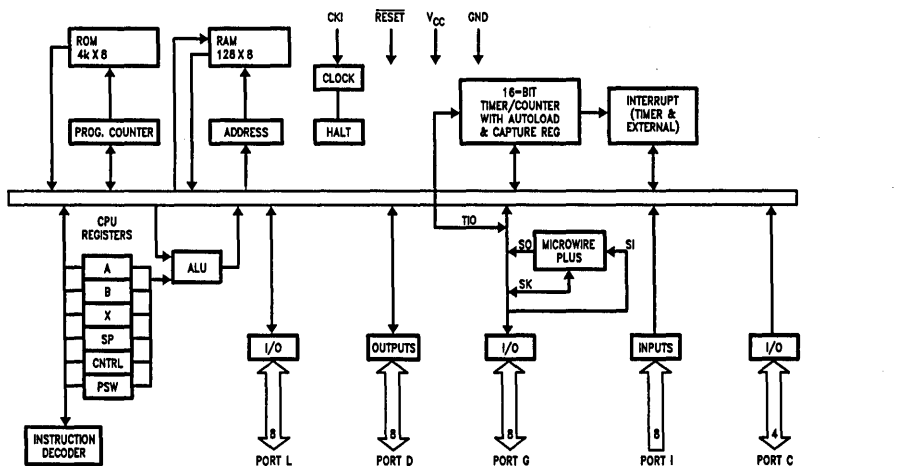 CKI
RESET
VCC
GND
ROM
4k X 8
RAM
128 X 8
CLOCK
HALT
PROG. COUNTER
ADDRESS
16-BIT
TIMER/COUNTER
WITH AUTOLOAD
& CAPTURE REG
INTERRUPT
(TIMER &
EXTERNAL)
CPU
REGISTERS
A
B
X
SP
CNTRL
PSW
ALU
TIO
SO
MICROWIRE
PLUS
SI
SK
I/O
OUTPUTS
I/O
INPUTS
I/O
INSTRUCTION
DECODER
8
8
8
8
4
PORT L
PORT D
PORT G
PORT I
PORT C